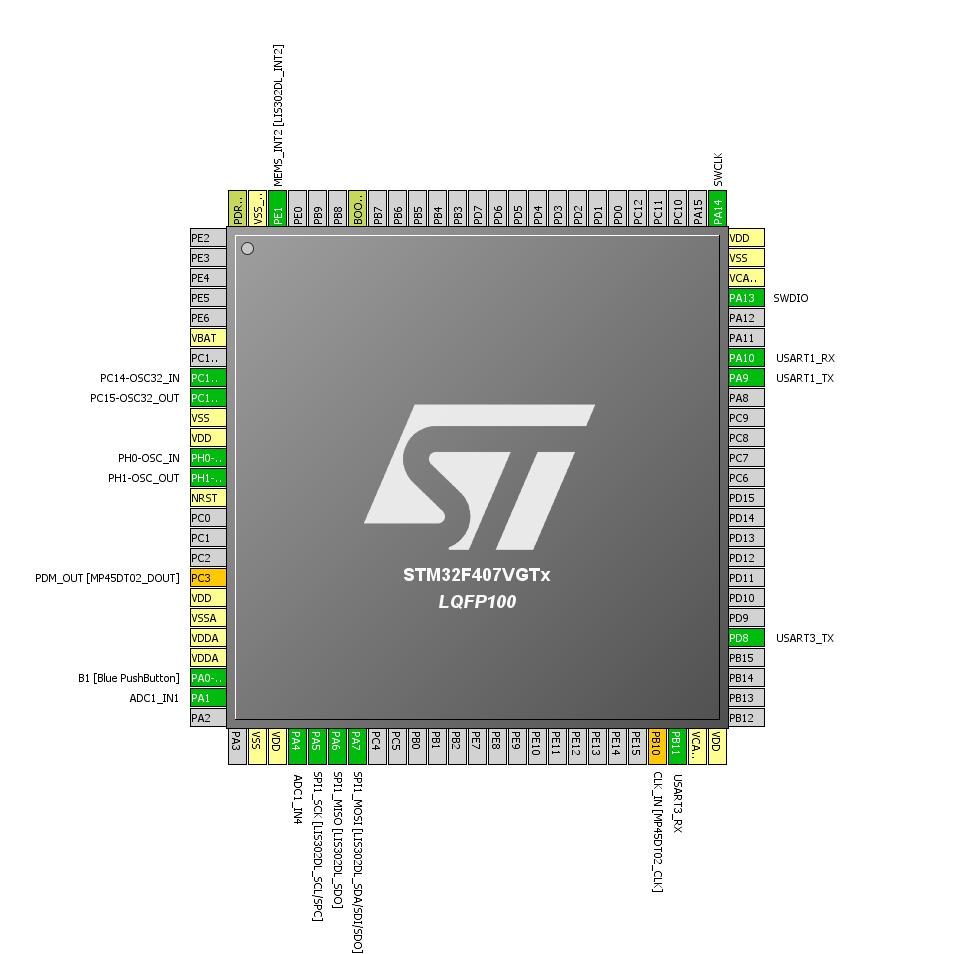 MEMS_INT2 [LIS302DL_INT2]
SWCLK
PDR..
VSS_..
PE1
PE0
PB9
PB8
BOO..
PB7
PB6
PB5
PB4
PB3
PD7
PD6
PD5
PD4
PD3
PD2
PD1
PD0
PC12
PC11
PC10
PA15
PA14
PE2
PE3
PE4
PE5
PE6
VBAT
PC1..
PC14-OSC32_IN PC1..
PC15-OSC32_OUT PC1..
VSS
VDD
PH0-OSC_IN PH0-..
PH1-OSC_OUT PH1-..
NRST
PC0
PC1
PC2
PDM_OUT [MP45DT02_DOUT] PC3
VDD
VSSA
VDDA
VDDA
B1 [Blue PushButton] PA0-..
ADC1_IN1 PA1
PA2
STM32F407VGTx
LQFP100
VDD
VSS
VCA..
PA13 SWDIO
PA12
PA11
PA10 USART1_RX
PA9 USART1_TX
PA8
PC9
PC8
PC7
PC6
PD15
PD14
PD13
PD12
PD11
PD10
PD9
PD8 USART3_TX
PB15
PB14
PB13
PB12
PA3
VSS
VDD
PA4
PA5
PA6
PA7
PC4
PC5
PB0
PB1
PB2
PE7
PE8
PE9
PE10
PE11
PE12
PE13
PE14
PE15
PB10
PB11
VCA..
VDD
ADC1_IN4
SPI1_SCK [LIS302DL_SCL/SPC]
SPI1_MISO [LIS302DL_SDO]
SPI1_MOSI [LIS302DL_SDA/SDI/SDO]
CLK_IN [MP45DT02_CLK]
USART3_RX